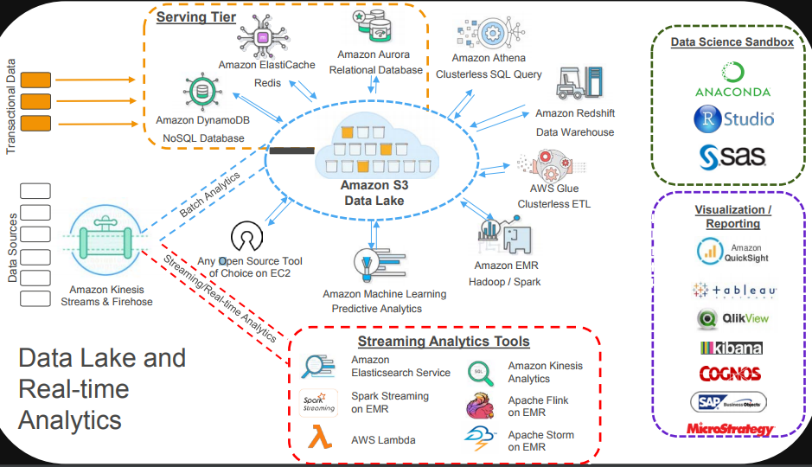 Serving Tier
Transactional Data
Amazon ElastiCache
Redis
Amazon Aurora
Relational Database
Amazon DynamoDB
NoSQL Database
Amazon Athena
Clusterless SQL Query
Amazon Redshift
Data Warehouse
Amazon S3
Data Lake
AWS Glue
Clusterless ETL
Amazon EMR
Hadoop / Spark
Amazon Machine Learning
Predictive Analytics
Any Open Source Tool
of Choice on EC2
Data Sources
Amazon Kinesis
Streams & Firehose
Batch Analytics
Streaming/Real-time Analytics
Data Lake and
Real-time
Analytics
Streaming Analytics Tools
Amazon
Elasticsearch Service
Spark
Streaming
Spark Streaming
on EMR
AWS Lambda
SQL
Amazon Kinesis
Analytics
Apache Flink
on EMR
Apache Storm
on EMR
Data Science Sandbox
ANACONDA
R Studio
sas
Visualization /
Reporting
Amazon
QuickSight
tableau
SOFTWARE
QlikView
kibana
COGNOS
SAP BusinessObjects
MicroStrategy